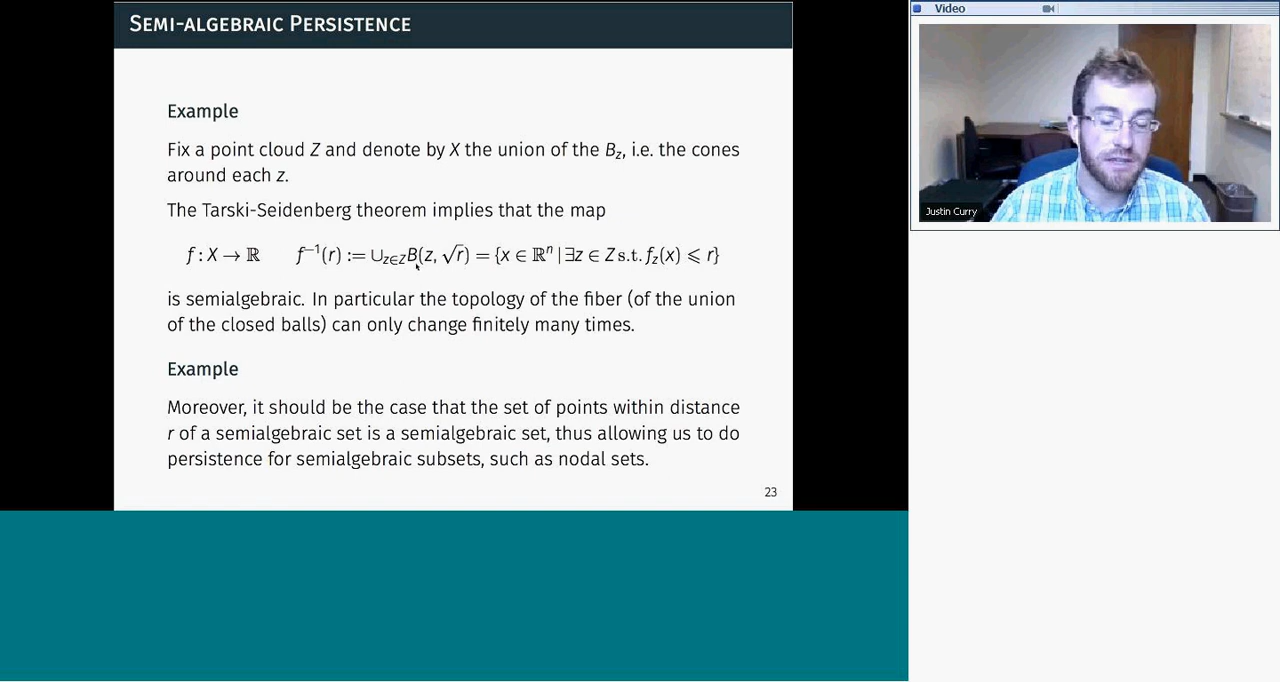 SEMI-ALGEBRAIC PERSISTENCE
Example
Fix a point cloud Z and denote by X the union of the B_z, i.e. the cones
around each z.
The Tarski-Seidenberg theorem implies that the map
f : X → ℝ f⁻¹(r) := ∪_{z∈Z}B(z, √r) = {x ∈ ℝⁿ | ∃z ∈ Z s.t. f_z(x) ⩽ r}
is semialgebraic. In particular the topology of the fiber (of the union
of the closed balls) can only change finitely many times.
Example
Moreover, it should be the case that the set of points within distance
r of a semialgebraic set is a semialgebraic set, thus allowing us to do
persistence for semialgebraic subsets, such as nodal sets.
23
Video
Justin Curry